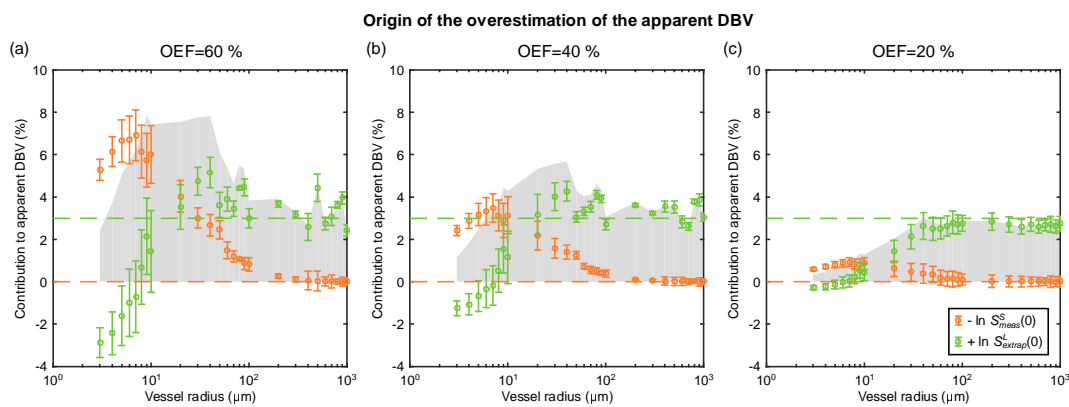 Origin of the overestimation of the apparent DBV
(a) OEF=60 %
Contribution to apparent DBV (%)
10
8
6
4
2
0
-2
-4
10⁰ 10¹ 10² 10³
Vessel radius (μm)
(b) OEF=40 %
Contribution to apparent DBV (%)
10
8
6
4
2
0
-2
-4
10⁰ 10¹ 10² 10³
Vessel radius (μm)
(c) OEF=20 %
Contribution to apparent DBV (%)
10
8
6
4
2
0
-2
-4
10⁰ 10¹ 10² 10³
Vessel radius (μm)
- ln S^S_meas(0)
+ ln S^L_extrap(0)